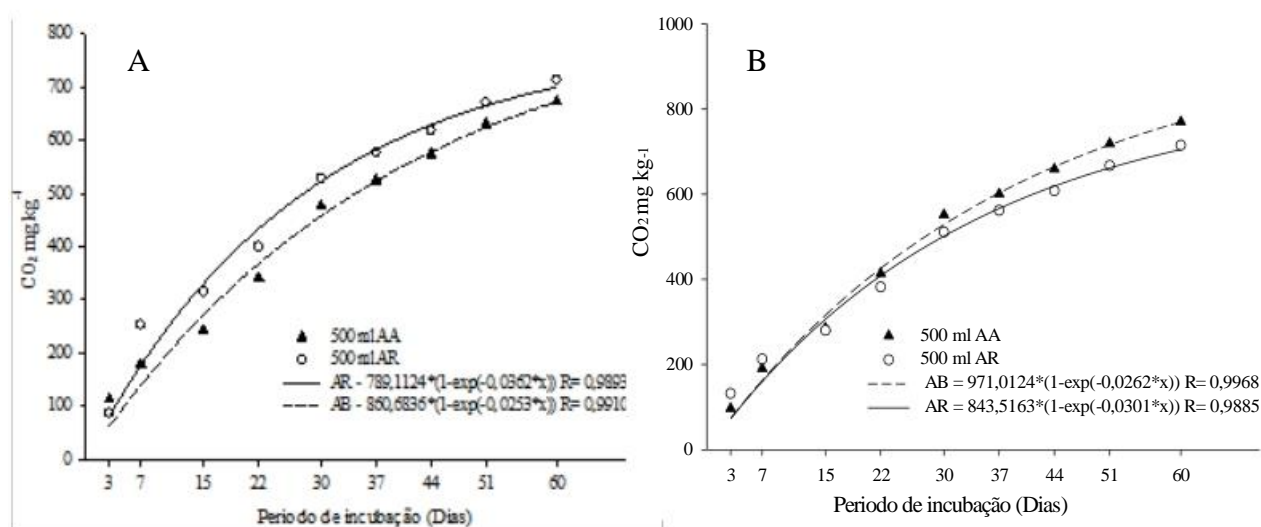 A
800
700
600
500
400
300
200
100
0
CO₂ mg kg⁻¹
500 ml AA
500 ml AR
AR - 789,1124*(1-exp(-0,0362*x)) R= 0,9893
AB - 860,6836*(1-exp(-0,0253*x)) R= 0,9910
3 7 15 22 30 37 44 51 60
Periodo de incubação (Dias)
B
1000
800
600
400
200
0
CO₂ mg kg⁻¹
500 ml AA
500 ml AR
AB = 971,0124*(1-exp(-0,0262*x)) R= 0,9968
AR = 843,5163*(1-exp(-0,0301*x)) R= 0,9885
3 7 15 22 30 37 44 51 60
Periodo de incubação (Dias)